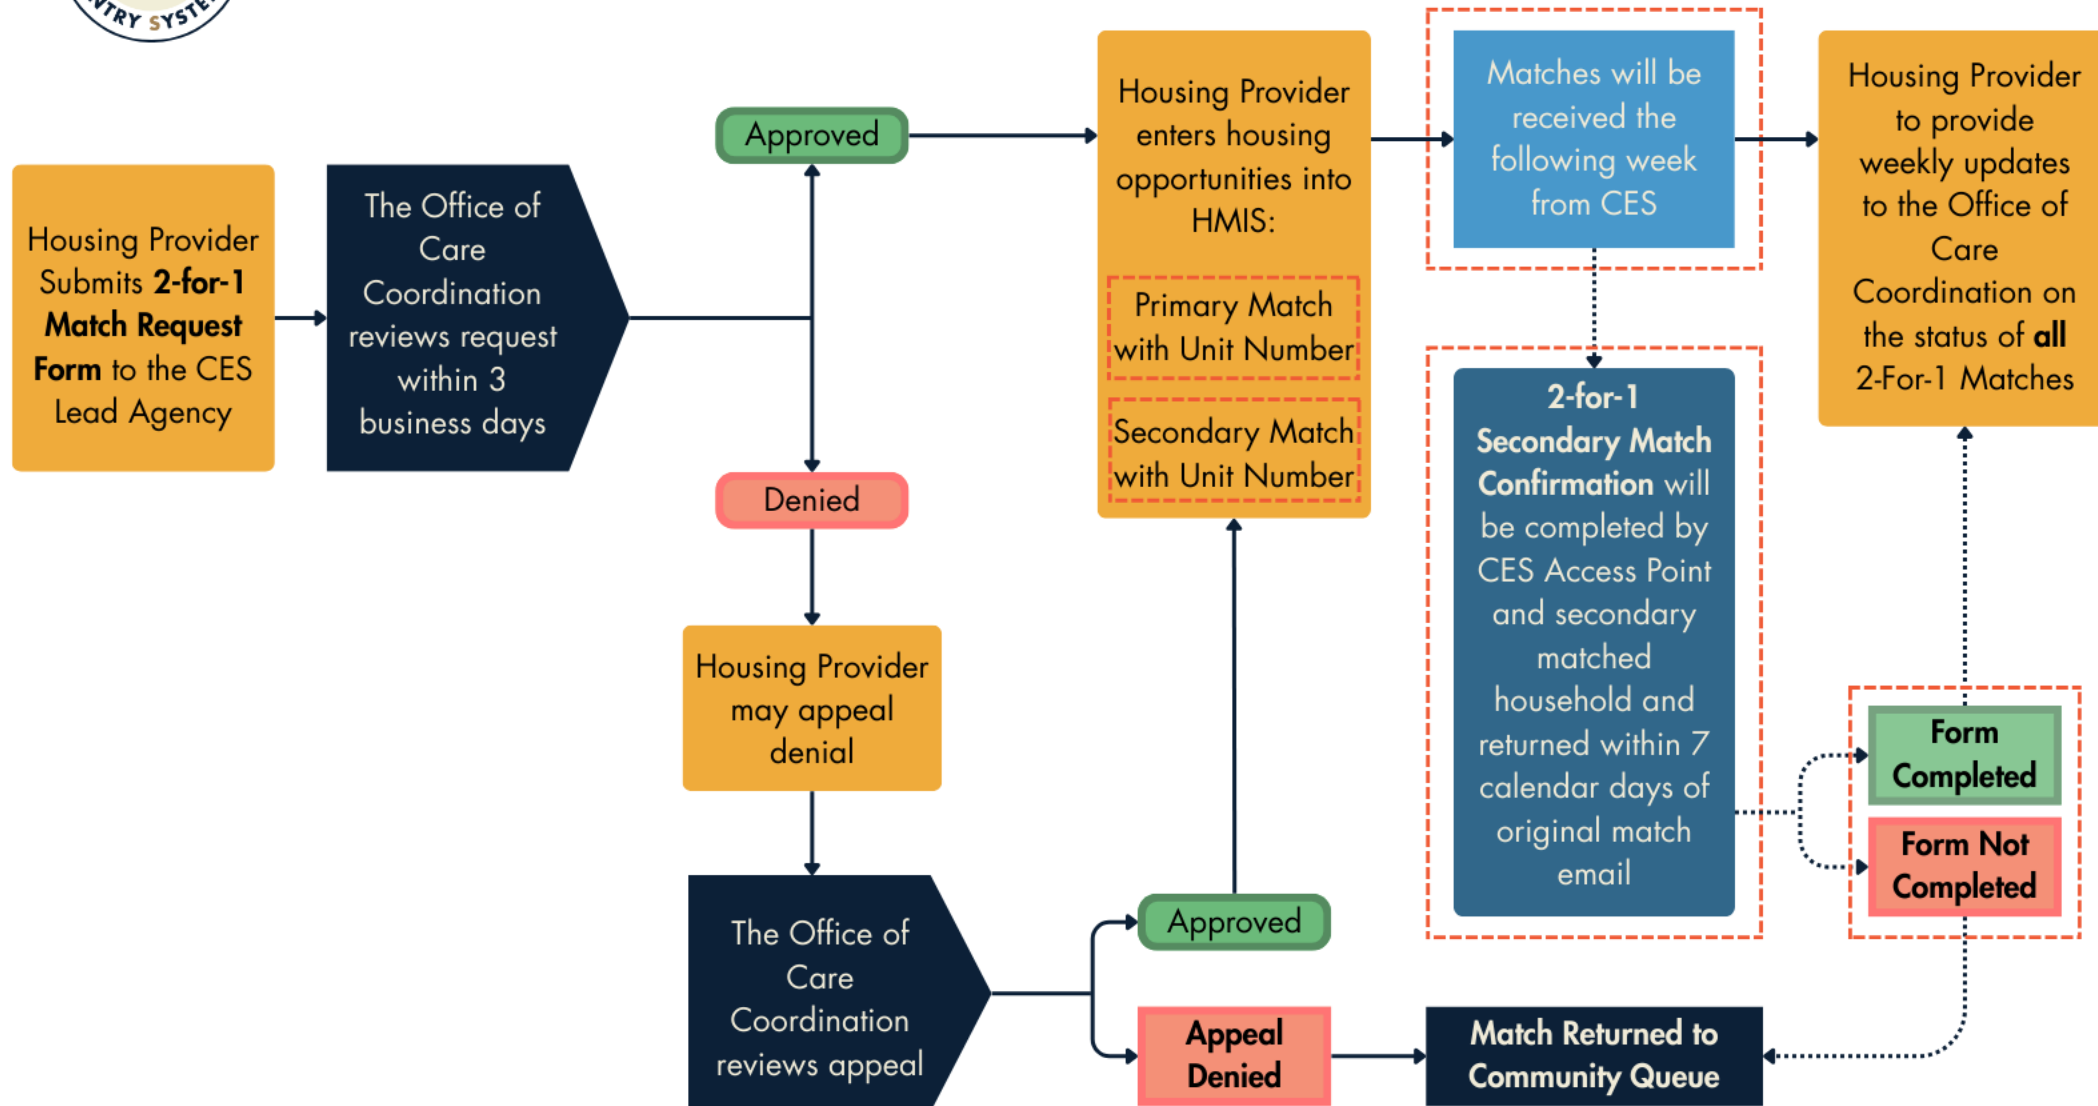 NTRY SYSTE
Housing Provider
Submits 2-for-1
Match Request
Form to the CES
Lead Agency
The Office of
Care
Coordination
reviews request
within 3
business days
Approved
Denied
Housing Provider
may appeal
denial
The Office of
Care
Coordination
reviews appeal
Approved
Appeal
Denied
Housing Provider
enters housing
opportunities into
HMIS:
Primary Match
with Unit Number
Secondary Match
with Unit Number
Matches will be
received the
following week
from CES
2-for-1
Secondary Match
Confirmation will
be completed by
CES Access Point
and secondary
matched
household and
returned within 7
calendar days of
original match
email
Housing Provider
to provide
weekly updates
to the Office of
Care
Coordination on
the status of all
2-For-1 Matches
Form
Completed
Form Not
Completed
Match Returned to
Community Queue